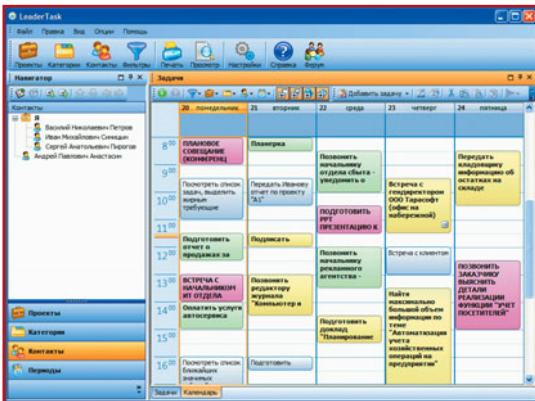 LeaderTask
Файл Правка Вид Опции Помощь
Проекты Категории Контакты Фильтры Печать Просмотр Настройки Справка Форум
Навигатор
Задачи
Добавить задачу
Контакты
Я
Василий Николаевич Петров
Иван Михайлович Синицын
Сергей Анатольевич Пирогов
Андрей Павлович Анастасин
20 понедельник 21 вторник 22 среда 23 четверг 24 пятница
8 00
9 00
10 00
11 00
12 00
13 00
14 00
15 00
16 00
ПЛАНОВОЕ
СОВЕЩАНИЕ
(КОНФЕРЕНЦ
Посмотреть список
задач, выделить
жирным
требующие
Подготовить
отчет о
продажах за
ВСТРЕЧА С
НАЧАЛЬНИКОМ
ИТ ОТДЕЛА
Оплатить услуги
автосервиса
Посмотреть список
ближайших
значимых
Планерка
Передать Иванову
отчет по проекту
"А1"
Подписать
Позвонить
редактору
журнала
"Компьютер и
Подготовить
Позвонить
начальнику
отдела сбыта -
уведомить о
ПОДГОТОВИТЬ
PPT
ПРЕЗЕНТАЦИЮ К
Позвонить
начальнику
рекланного
агентства -
Подготовить
доклад
"Планирование
Встреча с
гендиректором
ООО Тарасофт
(офис на
набережной)
Встреча с клиентом
Найти
максимально
большой объем
информации по
теме
"Автоматизация
учета
хозяйственных
операций на
предприятии"
Передать
кладовщику
информацию об
остатках на
складе
ПОЗВОНИТЬ
ЗАКАЗЧИКУ
ВЫЯСНИТЬ
ДЕТАЛИ
РЕАЛИЗАЦИИ
ФУНКЦИИ "УЧЕТ
ПОСЕТИТЕЛЕЙ"
Проекты
Категории
Контакты
Периоды
Задачи Календарь